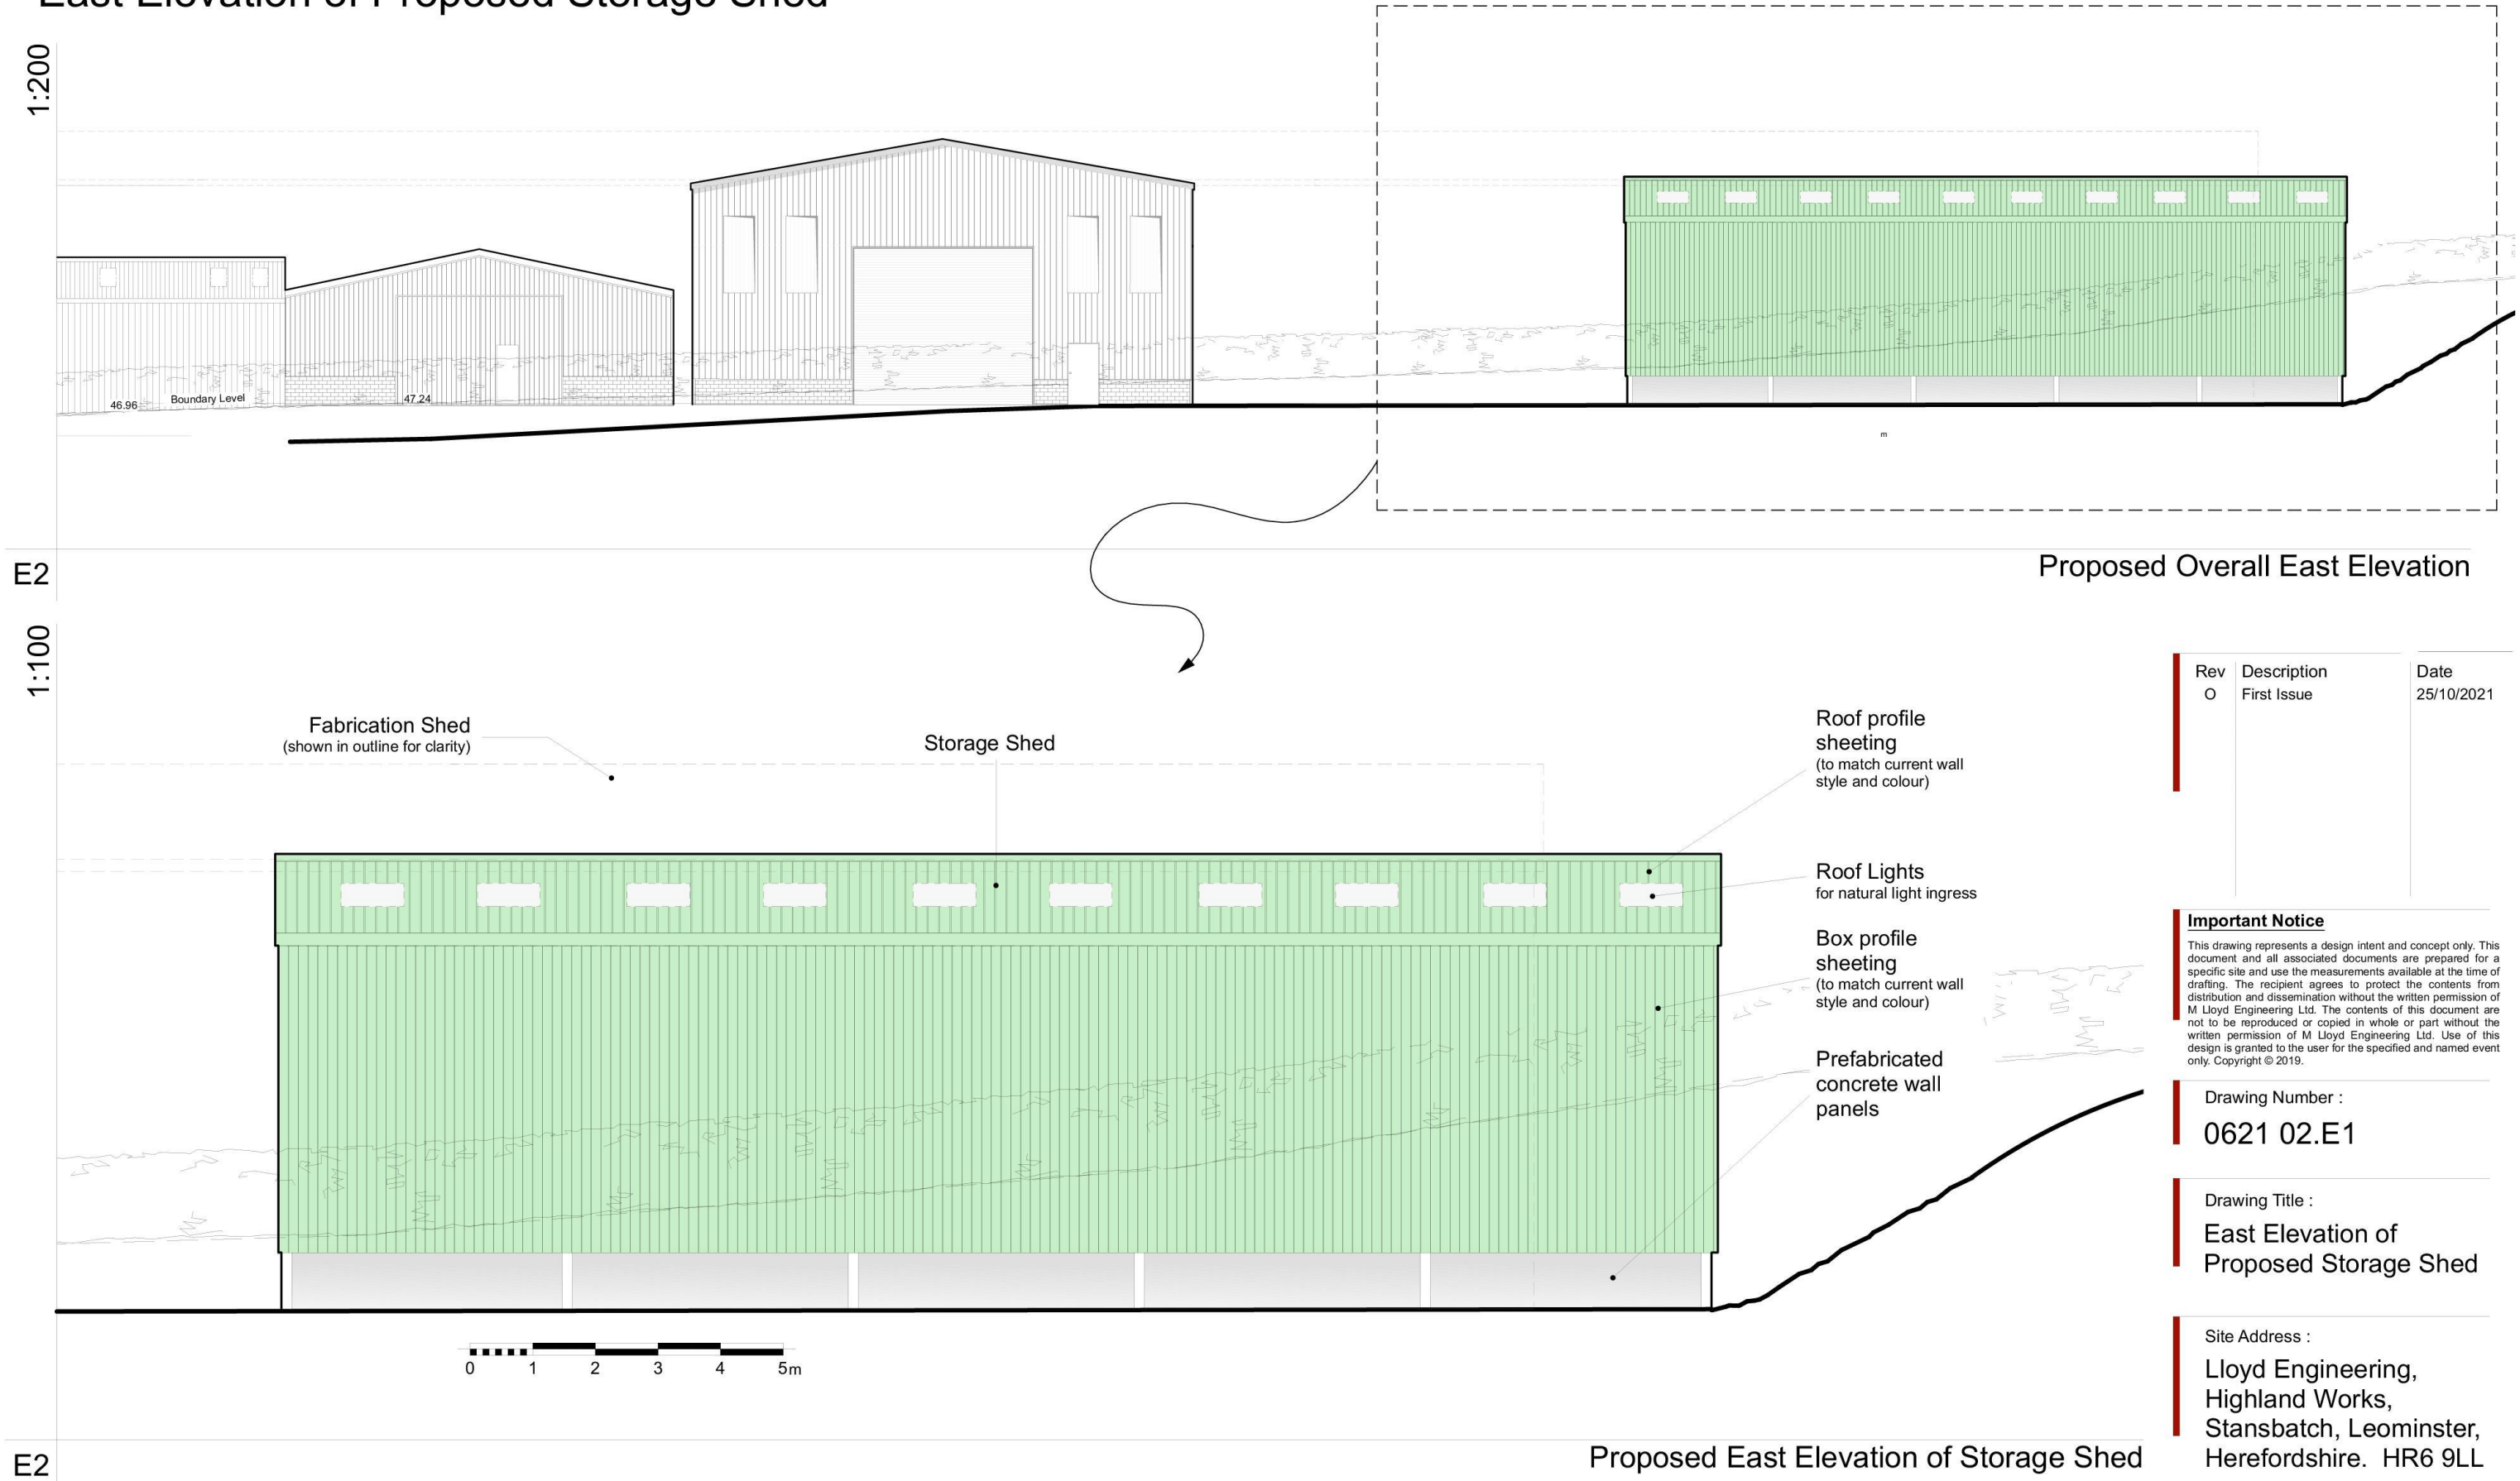 East Elevation of Proposed Storage Shed
1:200
46.96
Boundary Level
47.24
m
E2
Proposed Overall East Elevation
1:100
Fabrication Shed
(shown in outline for clarity)
Storage Shed
Roof profile
sheeting
(to match current wall
style and colour)
Roof Lights
for natural light ingress
Box profile
sheeting
(to match current wall
style and colour)
Prefabricated
concrete wall
panels
0 1 2 3 4 5m
E2
Proposed East Elevation of Storage Shed
Rev Description Date
O First Issue 25/10/2021
Important Notice
This drawing represents a design intent and concept only. This
document and all associated documents are prepared for a
specific site and use the measurements available at the time of
drafting. The recipient agrees to protect the contents from
distribution and dissemination without the written permission of
M Lloyd Engineering Ltd. The contents of this document are
not to be reproduced or copied in whole or part without the
written permission of M Lloyd Engineering Ltd. Use of this
design is granted to the user for the specified and named event
only. Copyright © 2019.
Drawing Number :
0621 02.E1
Drawing Title :
East Elevation of
Proposed Storage Shed
Site Address :
Lloyd Engineering,
Highland Works,
Stansbatch, Leominster,
Herefordshire. HR6 9LL